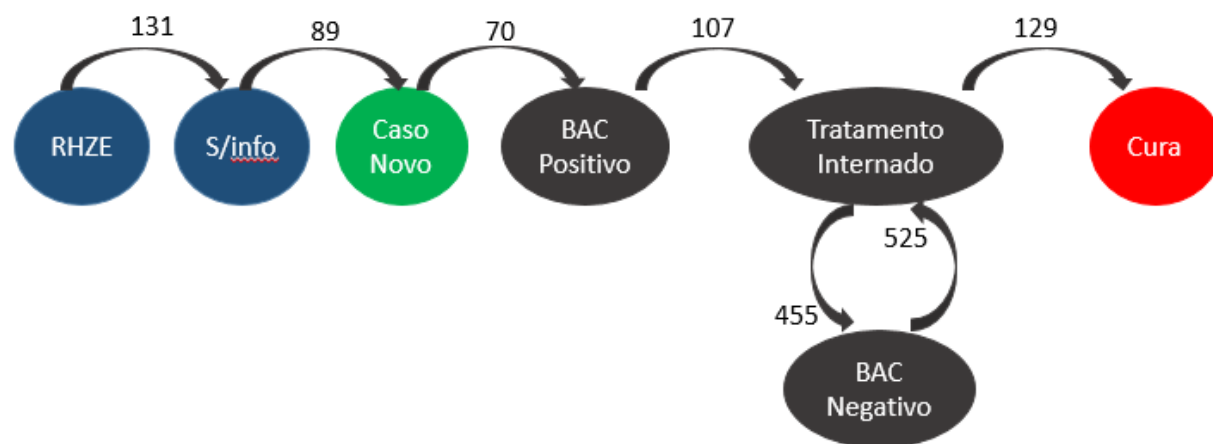 131
89
70
107
129
RHZE
S/info
Caso
Novo
BAC
Positivo
Tratamento
Internado
Cura
525
455
BAC
Negativo